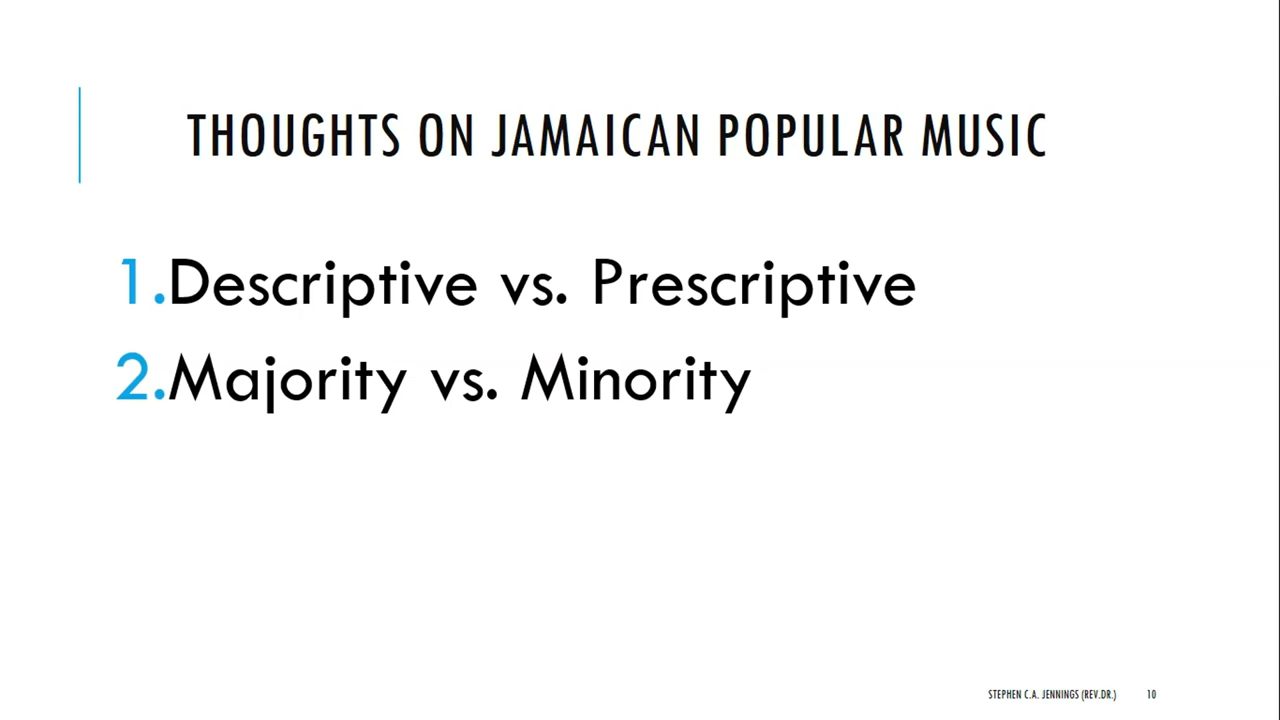 THOUGHTS ON JAMAICAN POPULAR MUSIC
1.Descriptive vs. Prescriptive
2.Majority vs. Minority
STEPHEN C.A. JENNINGS (REV.DR.) 10